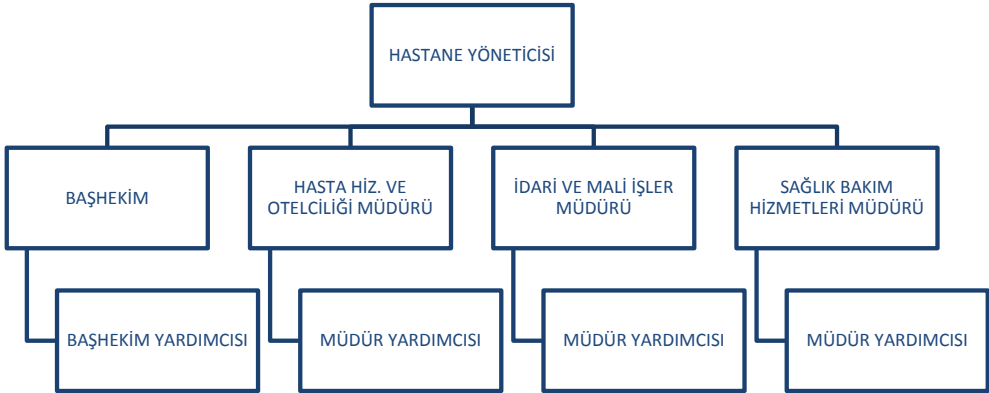 HASTANE YÖNETİCİSİ
BAŞHEKİM
HASTA HİZ. VE
OTELCİLİĞİ MÜDÜRÜ
İDARİ VE MALİ İŞLER
MÜDÜRÜ
SAĞLIK BAKIM
HİZMETLERİ MÜDÜRÜ
BAŞHEKİM YARDIMCISI
MÜDÜR YARDIMCISI
MÜDÜR YARDIMCISI
MÜDÜR YARDIMCISI